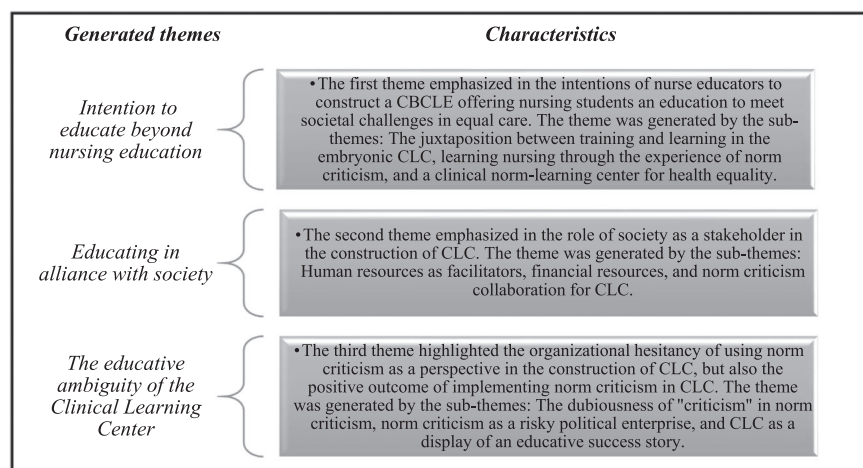 Generated themes
Characteristics
Intention to
educate beyond
nursing education
•The first theme emphasized in the intentions of nurse educators to
construct a CBCLE offering nursing students an education to meet
societal challenges in equal care. The theme was generated by the sub-
themes: The juxtaposition between training and learning in the
embryonic CLC, learning nursing through the experience of norm
criticism, and a clinical norm-learning center for health equality.
Educating in
alliance with society
•The second theme emphasized in the role of society as a stakeholder in
the construction of CLC. The theme was generated by the sub-themes:
Human resources as facilitators, financial resources, and norm criticism
collaboration for CLC.
The educative
ambiguity of the
Clinical Learning
Center
•The third theme highlighted the organizational hesitancy of using norm
criticism as a perspective in the construction of CLC, but also the
positive outcome of implementing norm criticism in CLC. The theme
was generated by the sub-themes: The dubiousness of "criticism" in norm
criticism, norm criticism as a risky political enterprise, and CLC as a
display of an educative success story.